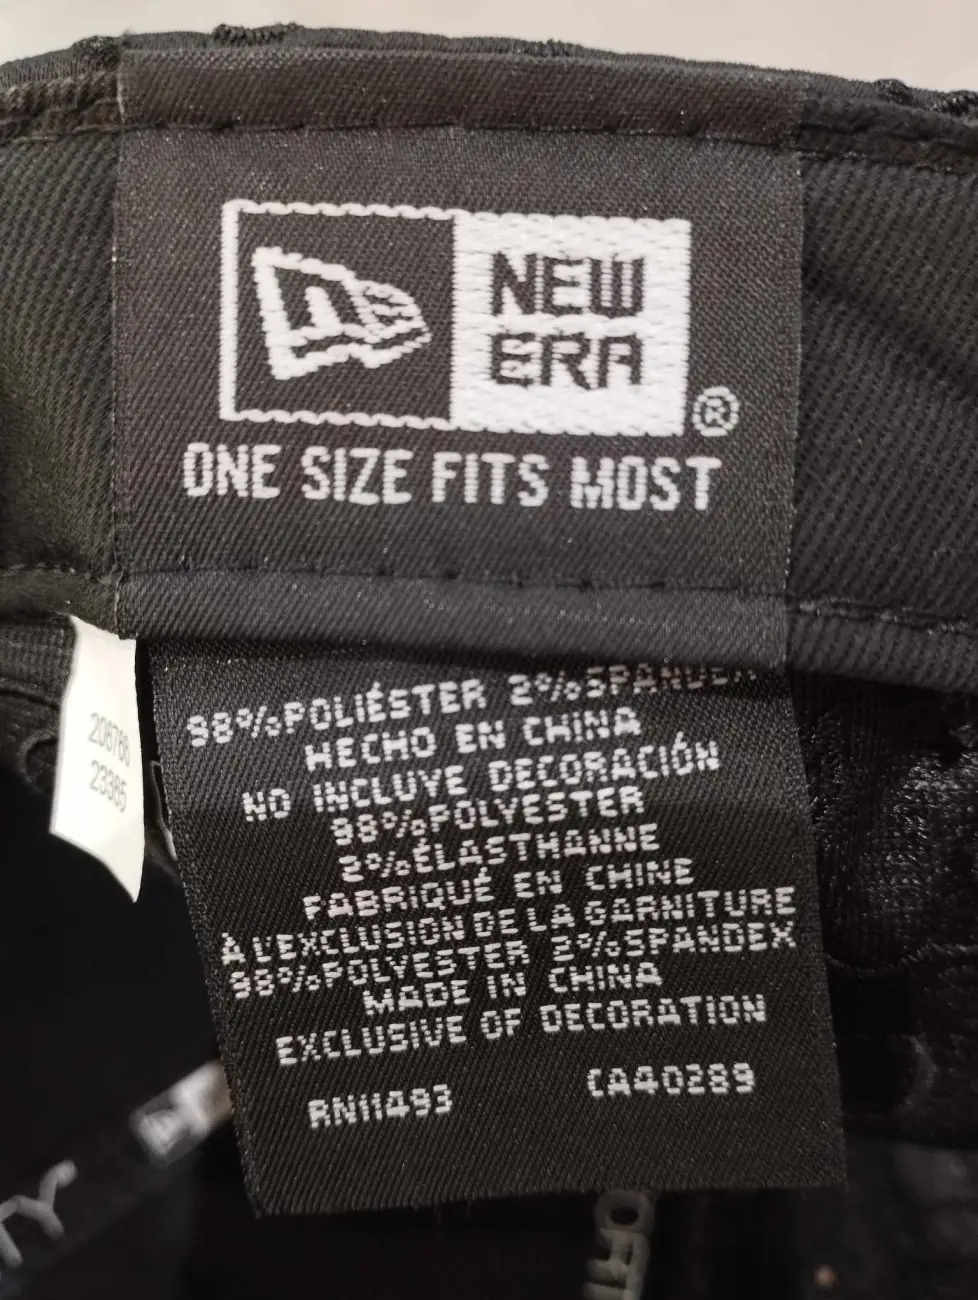 NEW
ERA
®
ONE SIZE FITS MOST
98%POLIÉSTER 2%SPANDEX
HECHO EN CHINA
NO INCLUYE DECORACIÓN
98%POLYESTER
2%ÉLASTHANNE
FABRIQUÉ EN CHINE
À L'EXCLUSION DE LA GARNITURE
98%POLYESTER 2%SPANDEX
MADE IN CHINA
EXCLUSIVE OF DECORATION
RN11493 CA40289
206786
23365